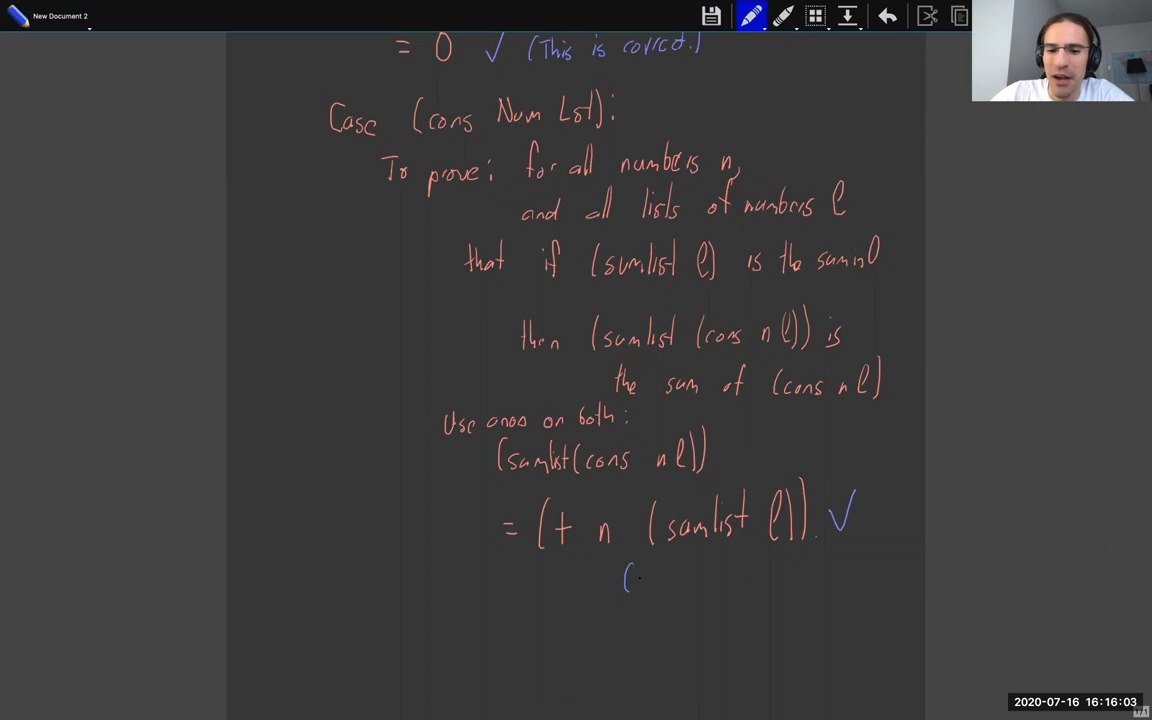 New Document 2
= 0 ✓ (This is correct.)
Case (cons Num Lst):
To prove: for all numbers n,
and all lists of numbers l
that if (sumlist l) is the sum in l
then (sumlist (cons n l)) is
the sum of (cons n l)
Use on both:
(sumlist (cons n l))
= (+ n (sumlist l)). ✓
(
2020-07-16 16:16:03